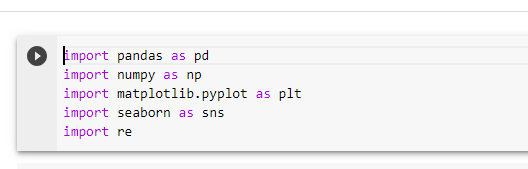 import pandas as pd
import numpy as np
import matplotlib.pyplot as plt
import seaborn as sns
import re